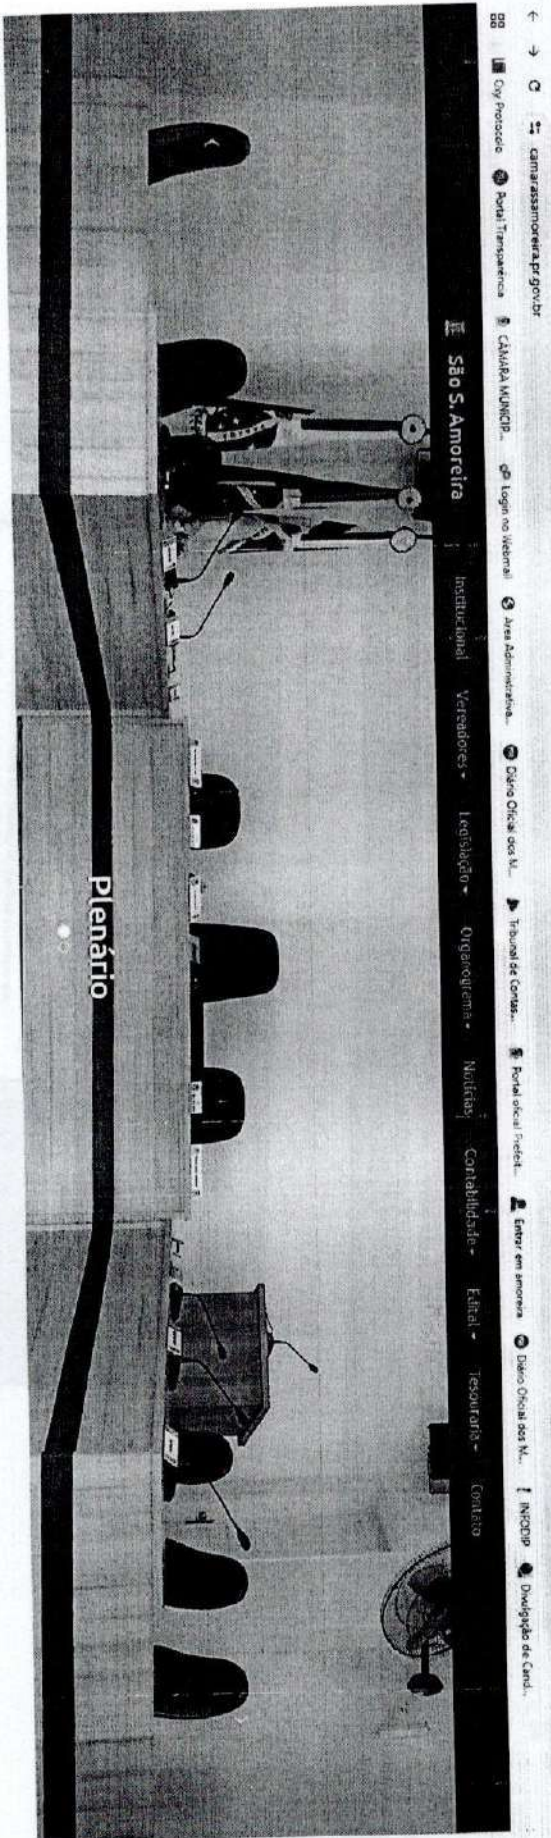 camarassamoreira.pr.gov.br
Oxy Protocolo Portal Transparência CÂMARA MUNICIP... Login no Webmail Área Administrativa... Diário Oficial dos M... Tribunal de Contas... Portal oficial Prefeit... Entrar em amoreira Diário Oficial dos M... INFODIP Divulgação de Cand...
São S. Amoreira Institucional Vereadores Legislação Organograma Notícias Contabilidade Edital Tesouraria Contato
Plenário